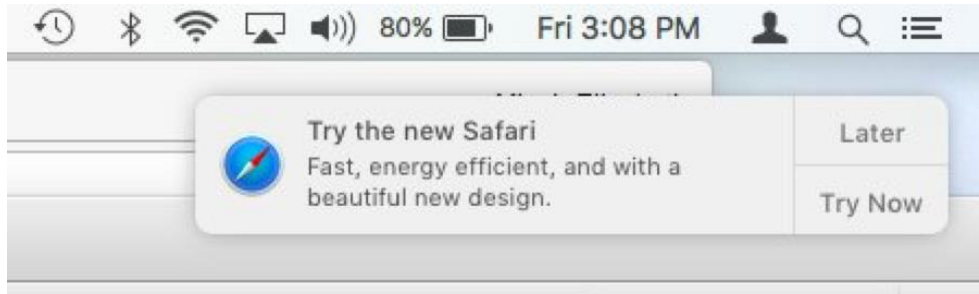 80% Fri 3:08 PM
Try the new Safari
Fast, energy efficient, and with a
beautiful new design.
Later
Try Now